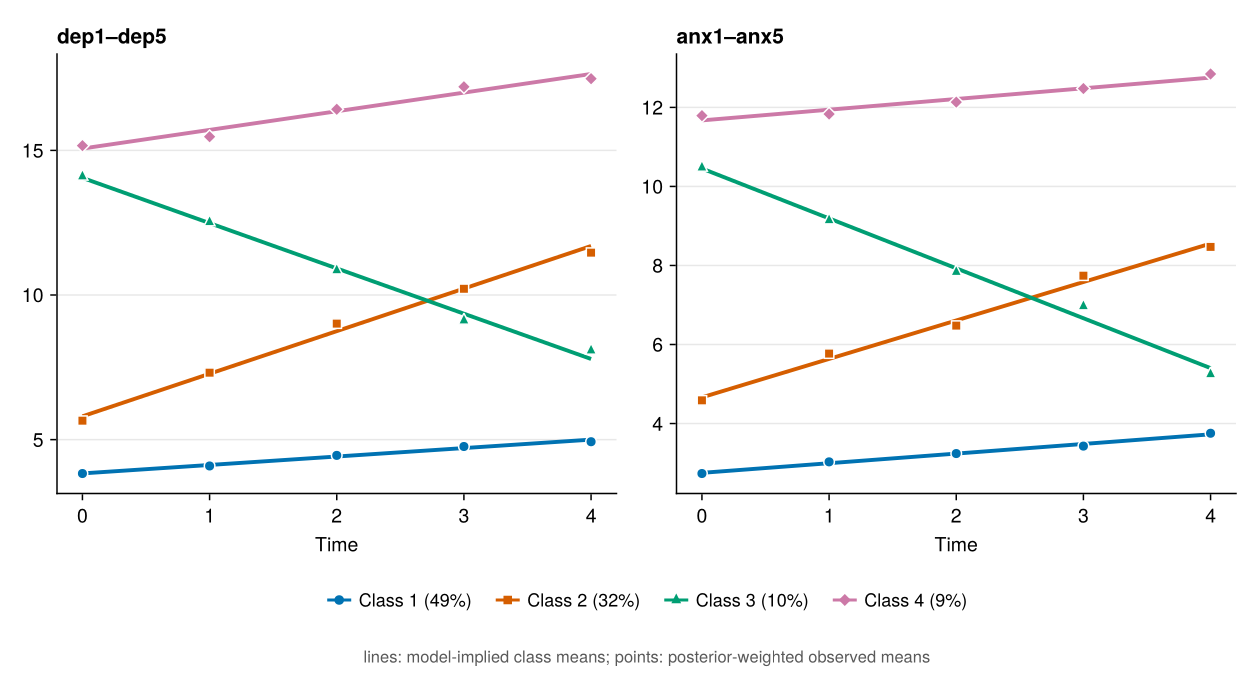 dep1–dep5
15
10
5
0 1 2 3 4
Time
anx1–anx5
12
10
8
6
4
0 1 2 3 4
Time
Class 1 (49%) Class 2 (32%) Class 3 (10%) Class 4 (9%)
lines: model-implied class means; points: posterior-weighted observed means